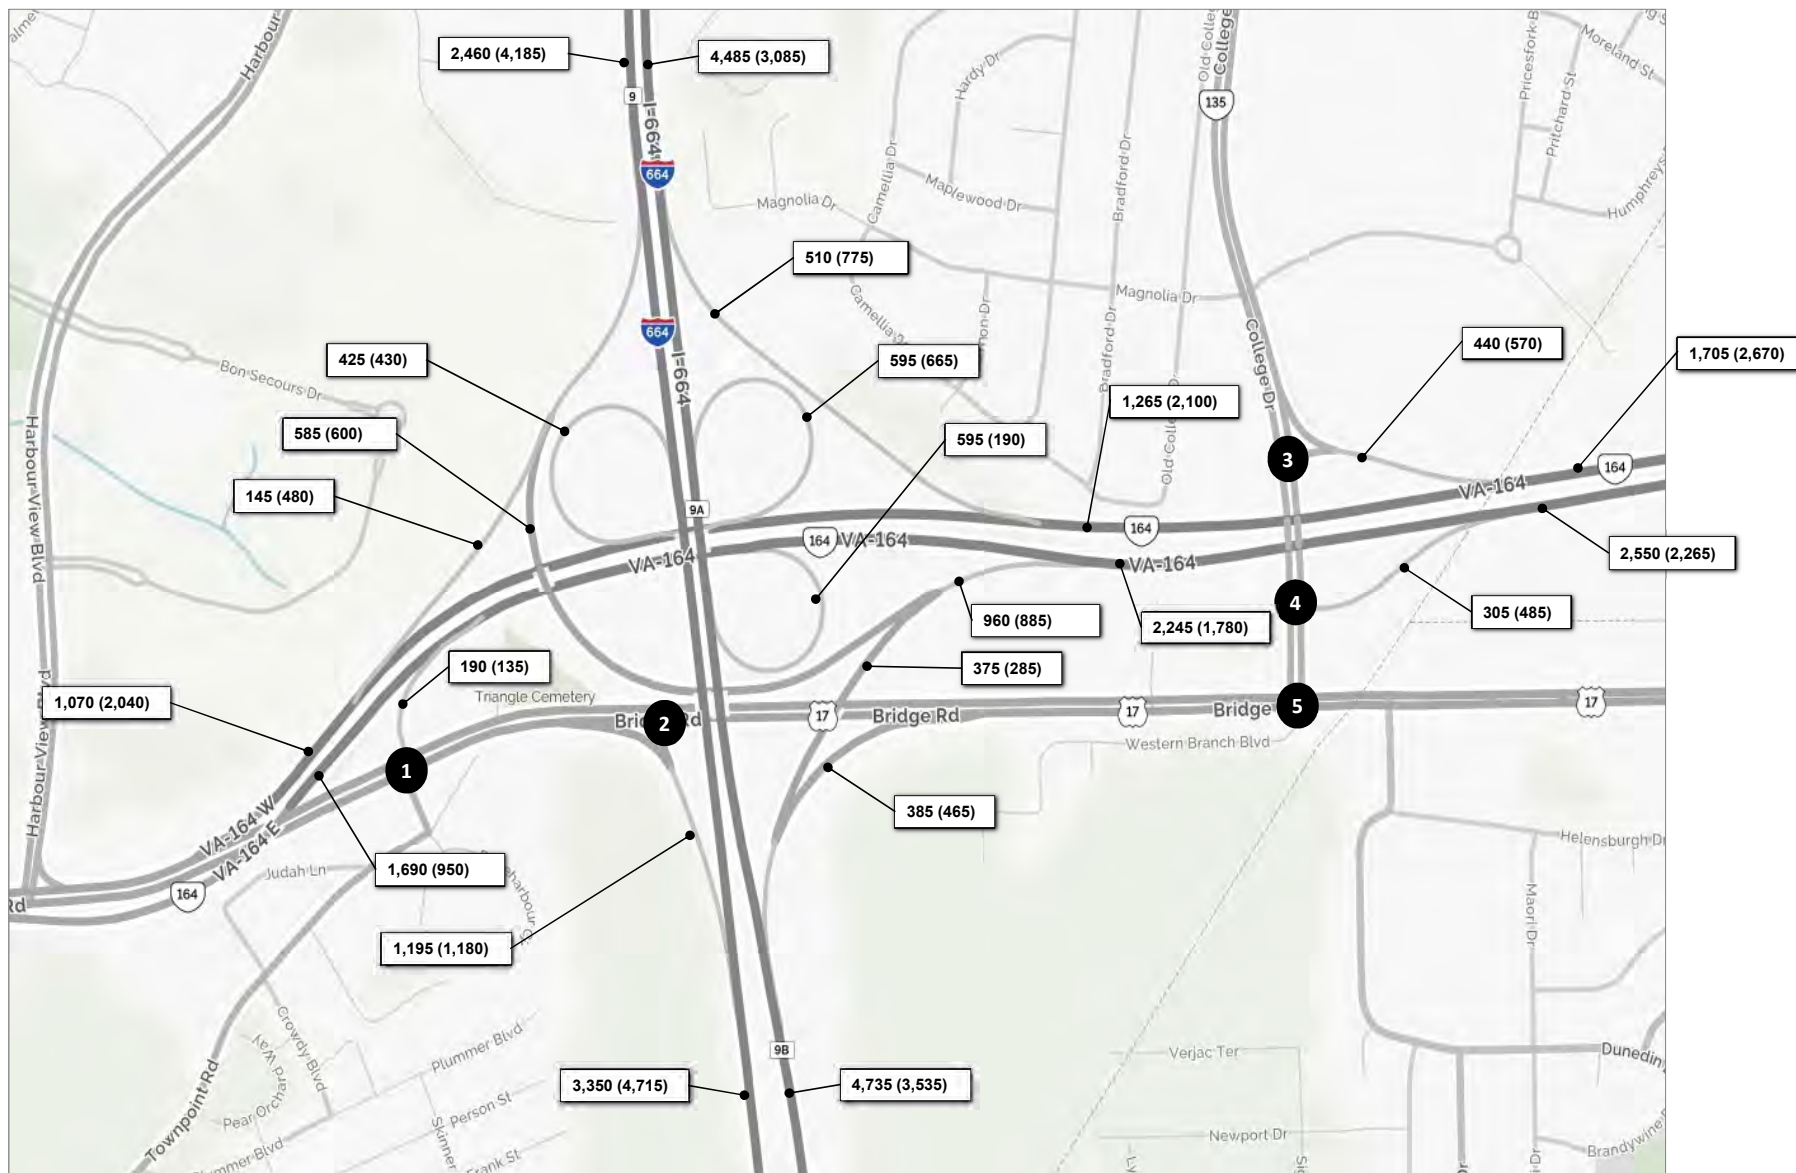 Harbour
2,460 (4,185)
4,485 (3,085)
9
I-664
664
Hardy Dr
Old College
College
135
Pricesfork B
Moreland St
Pritchard St
Humphreys
Camellia Dr
Maplewood Dr
Magnolia Dr
Bradford Dr
510 (775)
Magnolia Dr
664
I-664
Camellia Dr
Bradford Dr
College Dr
440 (570)
1,705 (2,670)
425 (430)
595 (665)
Bon Secours Dr
1,265 (2,100)
585 (600)
595 (190)
3
Harbour View Blvd
145 (480)
9A
VA-164
164
164
VA-164
164
VA-164
VA-164
2,550 (2,265)
4
305 (485)
960 (885)
2,245 (1,780)
190 (135)
375 (285)
Triangle Cemetery
1,070 (2,040)
Harbour View Blvd
2
17
Bridge Rd
17
Bridge
5
17
Western Branch Blvd
1
385 (465)
VA-164 W
VA-164 E
Helensburgh Dr
Judah Ln
1,690 (950)
164
Rd
Maori Dr
1,195 (1,180)
Crowdy Blvd
Plummer Blvd
9B
Verjac Ter
Dunedin
3,350 (4,715)
4,735 (3,535)
Townpoint Rd
Person St
Skinner
Newport Dr
Brandywine
Frank St